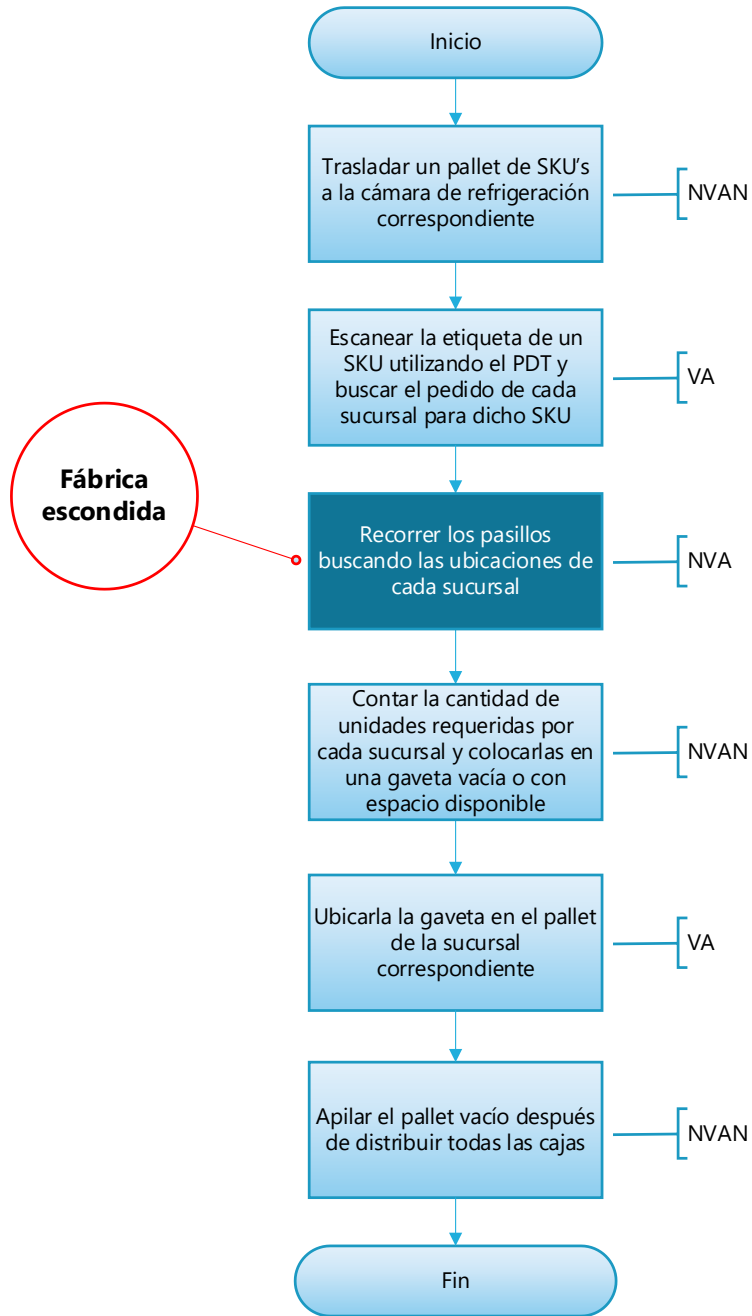 Inicio
Trasladar un pallet de SKU's
a la cámara de refrigeración
correspondiente
NVAN
Escanear la etiqueta de un
SKU utilizando el PDT y
buscar el pedido de cada
sucursal para dicho SKU
VA
Fábrica
escondida
Recorrer los pasillos
buscando las ubicaciones de
cada sucursal
NVA
Contar la cantidad de
unidades requeridas por
cada sucursal y colocarlas en
una gaveta vacía o con
espacio disponible
NVAN
Ubicarla la gaveta en el pallet
de la sucursal
correspondiente
VA
Apilar el pallet vacío después
de distribuir todas las cajas
NVAN
Fin